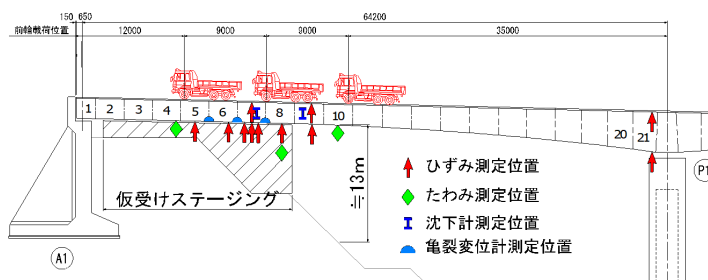 150 650 64200
前輪載荷位置 12000 9000 8000 35000
1 2 3 4 5 6 8 10 20 21
P1
仮受けステージング
≒13m
ひずみ測定位置
たわみ測定位置
沈下計測定位置
亀裂変位計測定位置
A1